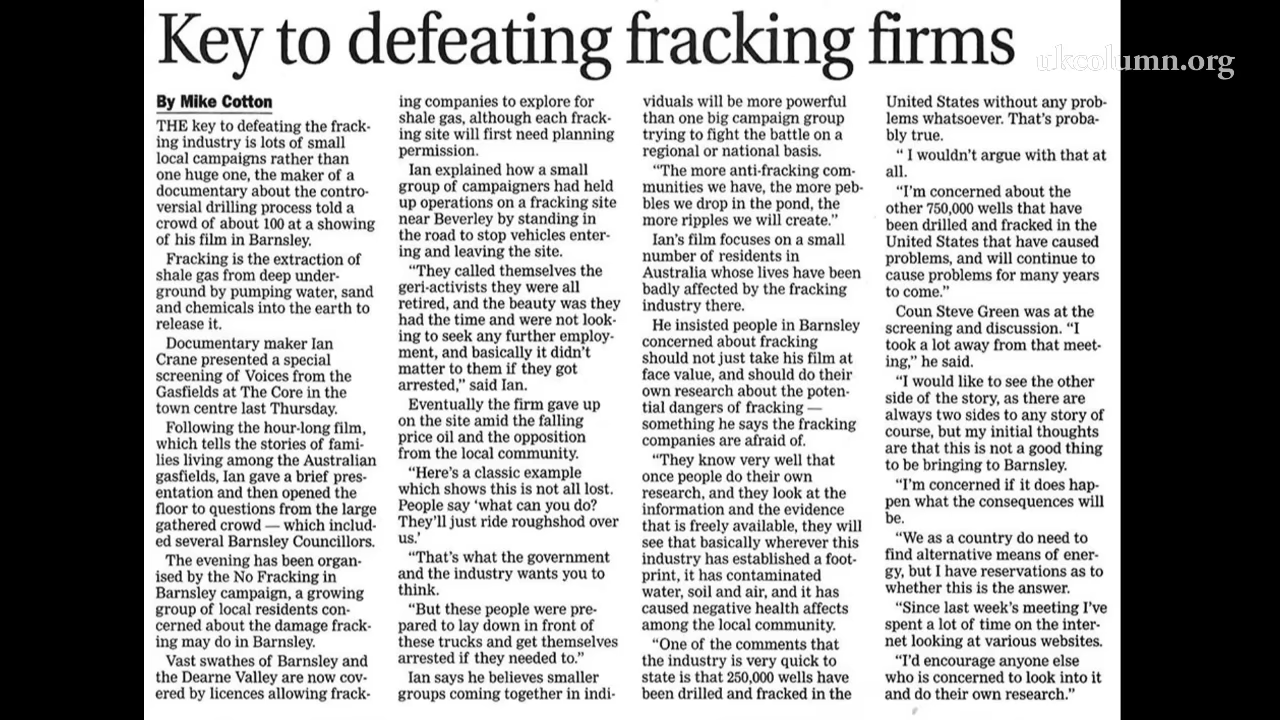 Key to defeating fracking firms
ukcolumn.org
By Mike Cotton
THE key to defeating the frack-
ing industry is lots of small
local campaigns rather than
one huge one, the maker of a
documentary about the contro-
versial drilling process told a
crowd of about 100 at a showing
of his film in Barnsley.
Fracking is the extraction of
shale gas from deep under-
ground by pumping water, sand
and chemicals into the earth to
release it.
Documentary maker Ian
Crane presented a special
screening of Voices from the
Gasfields at The Core in the
town centre last Thursday.
Following the hour-long film,
which tells the stories of fami-
lies living among the Australian
gasfields, Ian gave a brief pres-
entation and then opened the
floor to questions from the large
gathered crowd — which includ-
ed several Barnsley Councillors.
The evening has been organ-
ised by the No Fracking in
Barnsley campaign, a growing
group of local residents con-
cerned about the damage frack-
ing may do in Barnsley.
Vast swathes of Barnsley and
the Dearne Valley are now cov-
ered by licences allowing frack-
ing companies to explore for
shale gas, although each frack-
ing site will first need planning
permission.
Ian explained how a small
group of campaigners had held
up operations on a fracking site
near Beverley by standing in
the road to stop vehicles enter-
ing and leaving the site.
“They called themselves the
geri-activists they were all
retired, and the beauty was they
had the time and were not look-
ing to seek any further employ-
ment, and basically it didn’t
matter to them if they got
arrested,” said Ian.
Eventually the firm gave up
on the site amid the falling
price oil and the opposition
from the local community.
“Here’s a classic example
which shows this is not all lost.
People say ‘what can you do?
They’ll just ride roughshod over
us.’
“That’s what the government
and the industry wants you to
think.
“But these people were pre-
pared to lay down in front of
these trucks and get themselves
arrested if they needed to.”
Ian says he believes smaller
groups coming together in indi-
viduals will be more powerful
than one big campaign group
trying to fight the battle on a
regional or national basis.
“The more anti-fracking com-
munities we have, the more peb-
bles we drop in the pond, the
more ripples we will create.”
Ian’s film focuses on a small
number of residents in
Australia whose lives have been
badly affected by the fracking
industry there.
He insisted people in Barnsley
concerned about fracking
should not just take his film at
face value, and should do their
own research about the poten-
tial dangers of fracking —
something he says the fracking
companies are afraid of.
“They know very well that
once people do their own
research, and they look at the
information and the evidence
that is freely available, they will
see that basically wherever this
industry has established a foot-
print, it has contaminated
water, soil and air, and it has
caused negative health affects
among the local community.
“One of the comments that
the industry is very quick to
state is that 250,000 wells have
been drilled and fracked in the
United States without any prob-
lems whatsoever. That’s proba-
bly true.
“ I wouldn’t argue with that at
all.
“I’m concerned about the
other 750,000 wells that have
been drilled and fracked in the
United States that have caused
problems, and will continue to
cause problems for many years
to come.”
Coun Steve Green was at the
screening and discussion. “I
took a lot away from that meet-
ing,” he said.
“I would like to see the other
side of the story, as there are
always two sides to any story of
course, but my initial thoughts
are that this is not a good thing
to be bringing to Barnsley.
“I’m concerned if it does hap-
pen what the consequences will
be.
“We as a country do need to
find alternative means of ener-
gy, but I have reservations as to
whether this is the answer.
“Since last week’s meeting I’ve
spent a lot of time on the inter-
net looking at various websites.
“I’d encourage anyone else
who is concerned to look into it
and do their own research.”